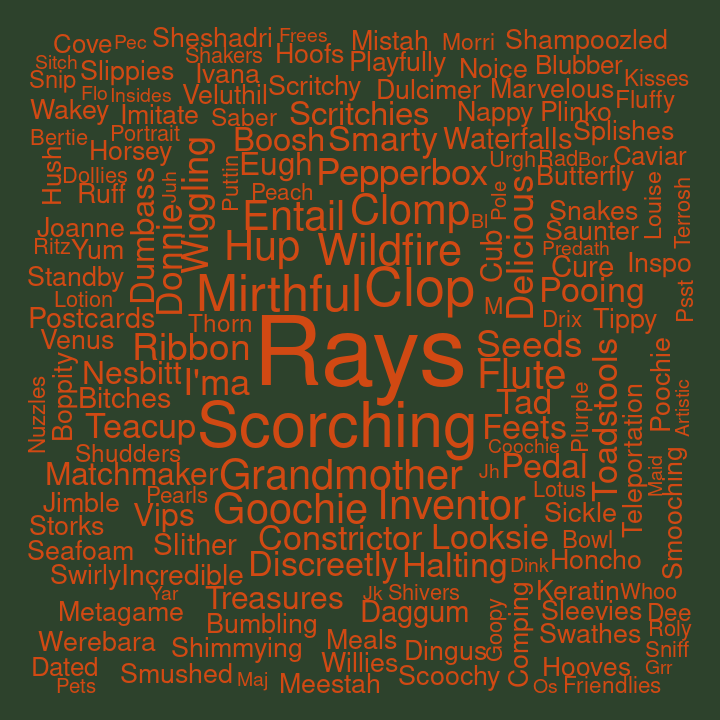 Cove Pec Sheshadri Frees Mistah Morri Shampoozled
Sitch Slippies Shakers Hoofs Playfully Noice Blubber Kisses
Snip Flo Insides Ivana Scritchy Dulcimer Marvelous Fluffy
Wakey Imitate Veluthil Saber Scritchies Nappy Plinko Splishes
Bertie Portrait Boosh Smarty Waterfalls
Hush Horsey Wiggling Puttin Eugh Pepperbox Urgh Rad Bor Caviar
Dollies Juh Peach Butterfly
Ruff Dumbass Donnie Entail Clomp Bl Pole Delicious Snakes Louise Terrosh
Joanne Saunter
Ritz Yum Hup Wildfire Cub Predath
Standby Mirthful Clop Cure Inspo
Lotion M Pooing Psst
Postcards Thorn Rays Drix Tippy
Venus Ribbon Seeds
Nesbitt I'ma Flute Toadstools Poochie
Nuzzles Boppity Bitches Tad Plurple Teleportation Artistic
Teacup Scorching Feets
Shudders Coochie
Matchmaker Grandmother Jh Pedal Maid Smooching
Jimble Pearls Goochie Inventor Lotus
Storks Vips Sickle
Seafoam Slither Constrictor Looksie Bowl
Swirly Incredible Discreetly Halting Dink Honcho
Yar Treasures Jk Shivers Comping Keratin Whoo
Metagame Bumbling Daggum Goopy Sleevies Dee
Werebara Shimmying Meals Dingus Swathes Holy
Dated Smushed Willies Scoochy Hooves Sniff
Pets Maj Meestah Os Friendlies Grr